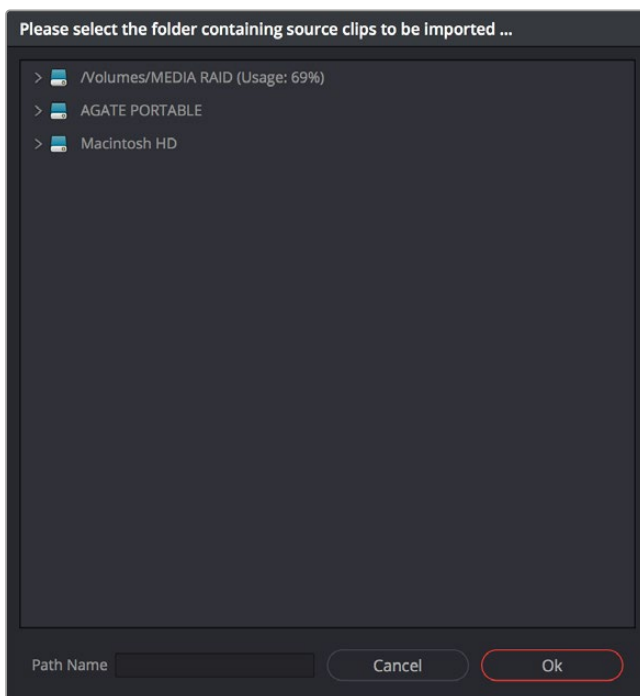 Please select the folder containing source clips to be imported ...
> /Volumes/MEDIA RAID (Usage: 69%)
> AGATE PORTABLE
> Macintosh HD
Path Name Cancel Ok